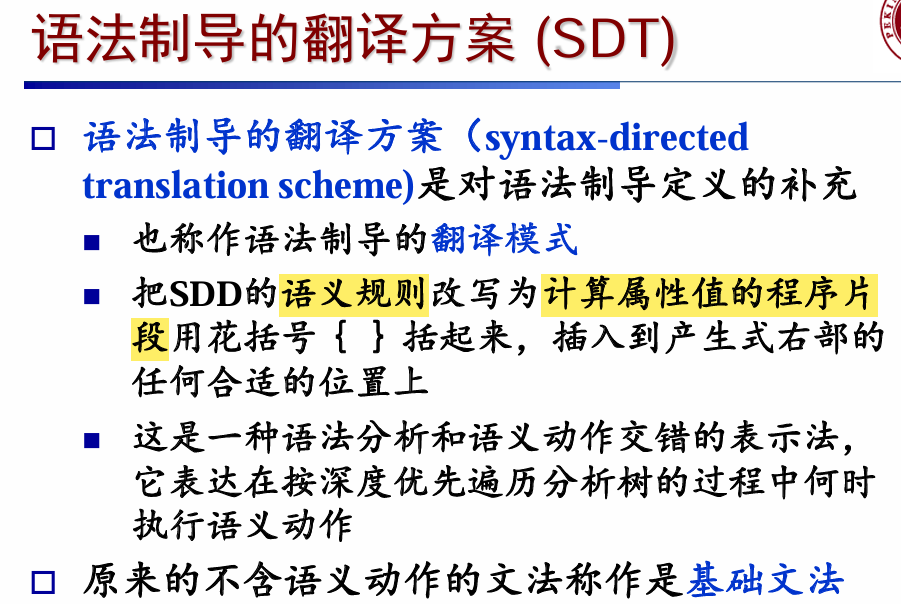 语法制导的翻译方案 (SDT)
语法制导的翻译方案（syntax-directed
translation scheme)是对语法制导定义的补充
也称作语法制导的翻译模式
把SDD的语义规则改写为计算属性值的程序片
段用花括号｛ ｝括起来，插入到产生式右部的
任何合适的位置上
这是一种语法分析和语义动作交错的表示法，
它表达在按深度优先遍历分析树的过程中何时
执行语义动作
原来的不含语义动作的文法称作是基础文法